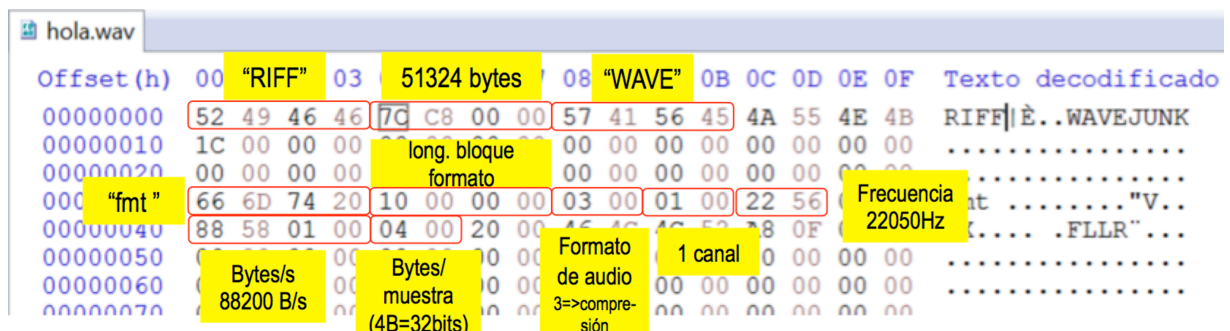 hola.wav
Offset(h) 00 “RIFF” 03 51324 bytes 08 “WAVE” 0B 0C 0D 0E 0F Texto decodificado
00000000 52 49 46 46 7C C8 00 00 57 41 56 45 4A 55 4E 4B RIFF|È..WAVEJUNK
00000010 1C 00 00 00 long. bloque 00 00 00 00 00 00 00 00 ................
00000020 00 00 00 00 formato 00 00 00 00 00 00 00 00 ................
“fmt ” 66 6D 74 20 10 00 00 00 03 00 01 00 22 56 Frecuencia "V..
00000040 88 58 01 00 04 00 20 00 22050Hz .FLLR¨...
00000050 Bytes/s Bytes/ Formato 1 canal 00 00 ................
00000060 88200 B/s muestra de audio 00 00 00 00 ................
00000070 (4B=32bits) 3=>compre-
sión